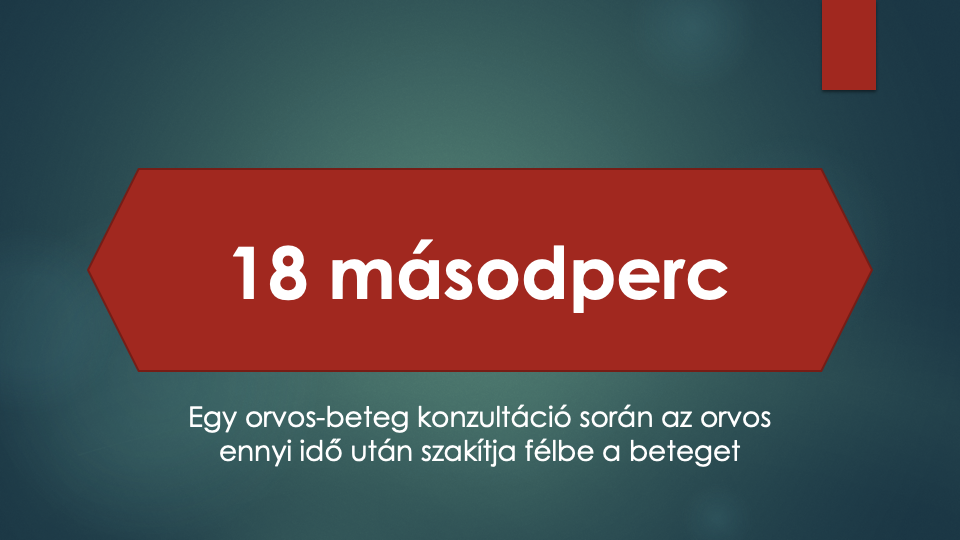 18 másodperc
Egy orvos-beteg konzultáció során az orvos
ennyi idő után szakítja félbe a beteget